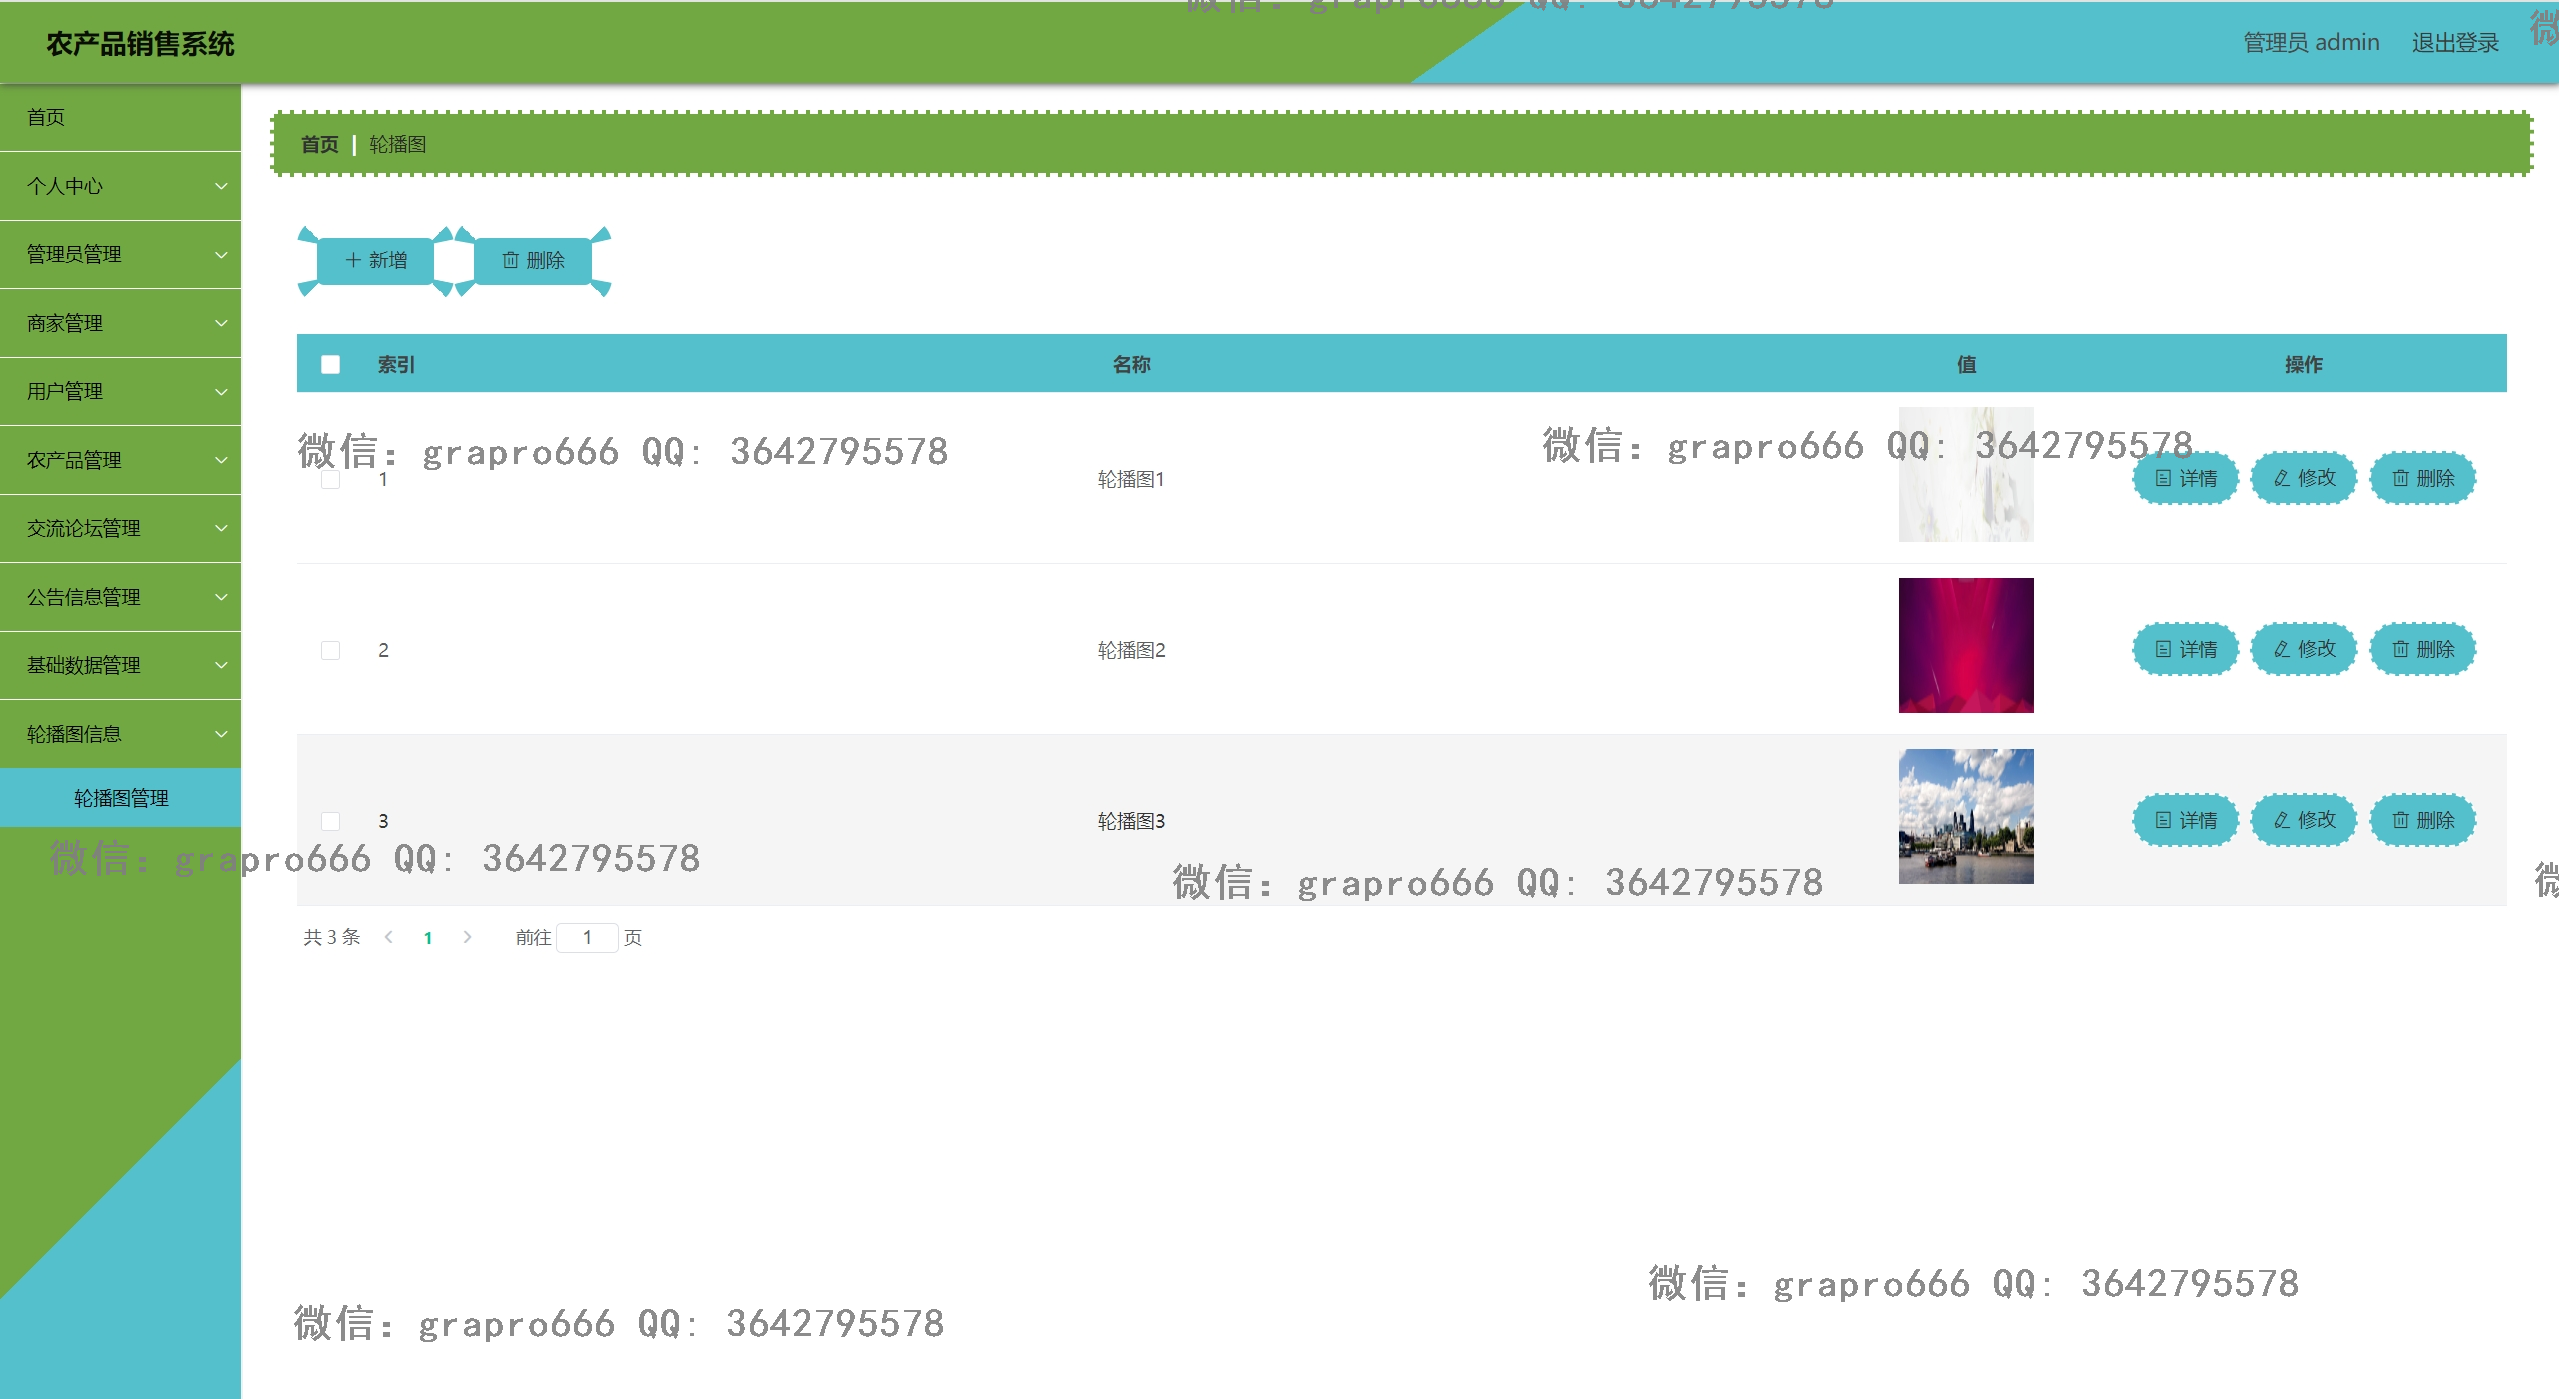 微信: grapro666 QQ: 3642795578
农产品销售系统
管理员 admin 退出登录
首页
个人中心
管理员管理
商家管理
用户管理
农产品管理
交流论坛管理
公告信息管理
基础数据管理
轮播图信息
轮播图管理
首页 | 轮播图
新增 删除
索引 名称 值 操作
微信: grapro666 QQ: 3642795578
微信: grapro666 QQ: 3642795578
1 轮播图1 详情 修改 删除
2 轮播图2 详情 修改 删除
3 轮播图3 详情 修改 删除
微信: grapro666 QQ: 3642795578
微信: grapro666 QQ: 3642795578
微
共 3 条 1 前往 1 页
微信: grapro666 QQ: 3642795578
微信: grapro666 QQ: 3642795578